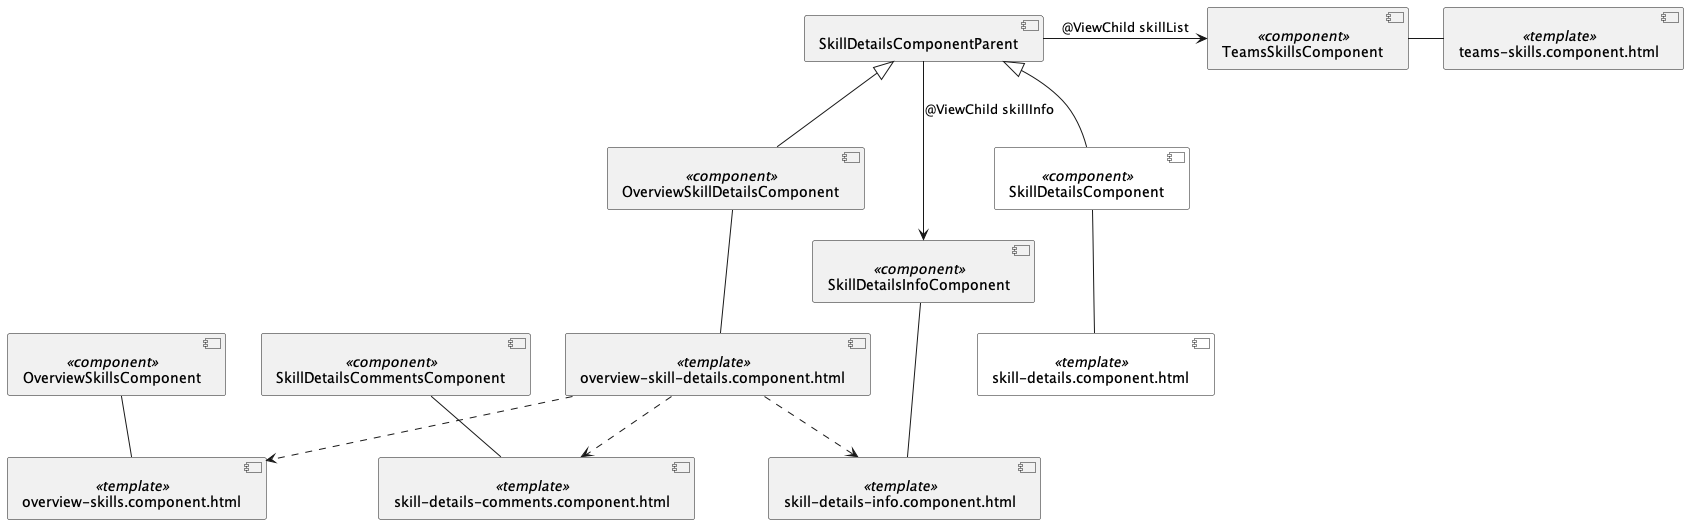 SkillDetailsComponentParent
@ViewChild skillList
«component»
TeamsSkillsComponent
«template»
teams-skills.component.html
@ViewChild skillInfo
«component»
OverviewSkillDetailsComponent
«component»
SkillDetailsComponent
«component»
SkillDetailsInfoComponent
«component»
OverviewSkillsComponent
«component»
SkillDetailsCommentsComponent
«template»
overview-skill-details.component.html
«template»
skill-details.component.html
«template»
overview-skills.component.html
«template»
skill-details-comments.component.html
«template»
skill-details-info.component.html